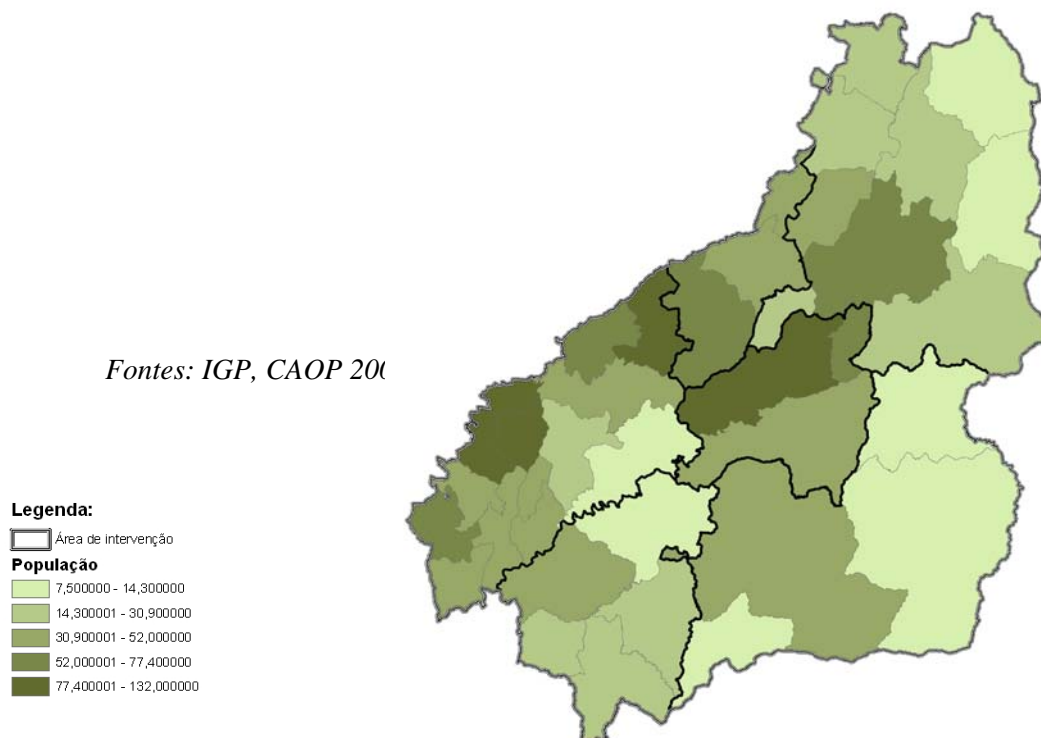 Fontes: IGP, CAOP 200
Legenda:
Área de intervenção
População
7,500000 - 14,300000
14,300001 - 30,900000
30,900001 - 52,000000
52,000001 - 77,400000
77,400001 - 132,000000